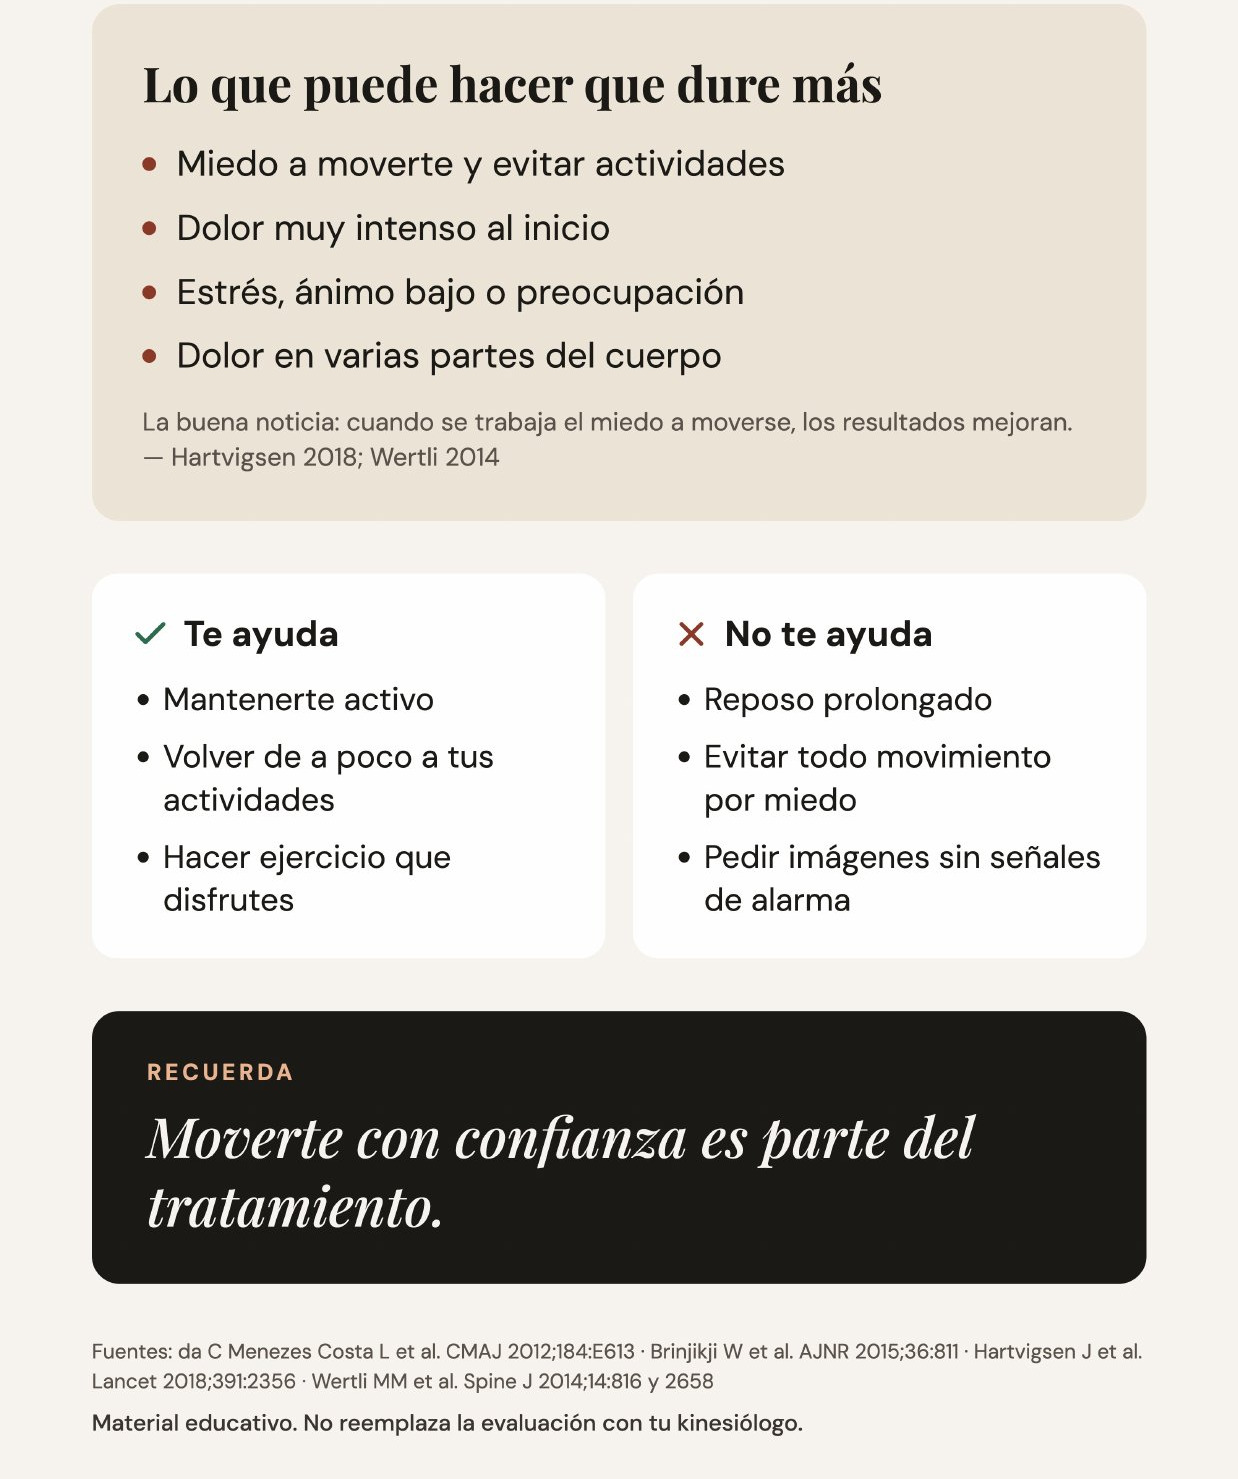 Lo que puede hacer que dure más
• Miedo a moverte y evitar actividades
• Dolor muy intenso al inicio
• Estrés, ánimo bajo o preocupación
• Dolor en varias partes del cuerpo
La buena noticia: cuando se trabaja el miedo a moverse, los resultados mejoran.
— Hartvigsen 2018; Wertli 2014
✓ Te ayuda
• Mantenerte activo
• Volver de a poco a tus
actividades
• Hacer ejercicio que
disfrutes
✕ No te ayuda
• Reposo prolongado
• Evitar todo movimiento
por miedo
• Pedir imágenes sin señales
de alarma
RECUERDA
Moverte con confianza es parte del
tratamiento.
Fuentes: da C Menezes Costa L et al. CMAJ 2012;184:E613 · Brinjikji W et al. AJNR 2015;36:811 · Hartvigsen J et al.
Lancet 2018;391:2356 · Wertli MM et al. Spine J 2014;14:816 y 2658
Material educativo. No reemplaza la evaluación con tu kinesiólogo.